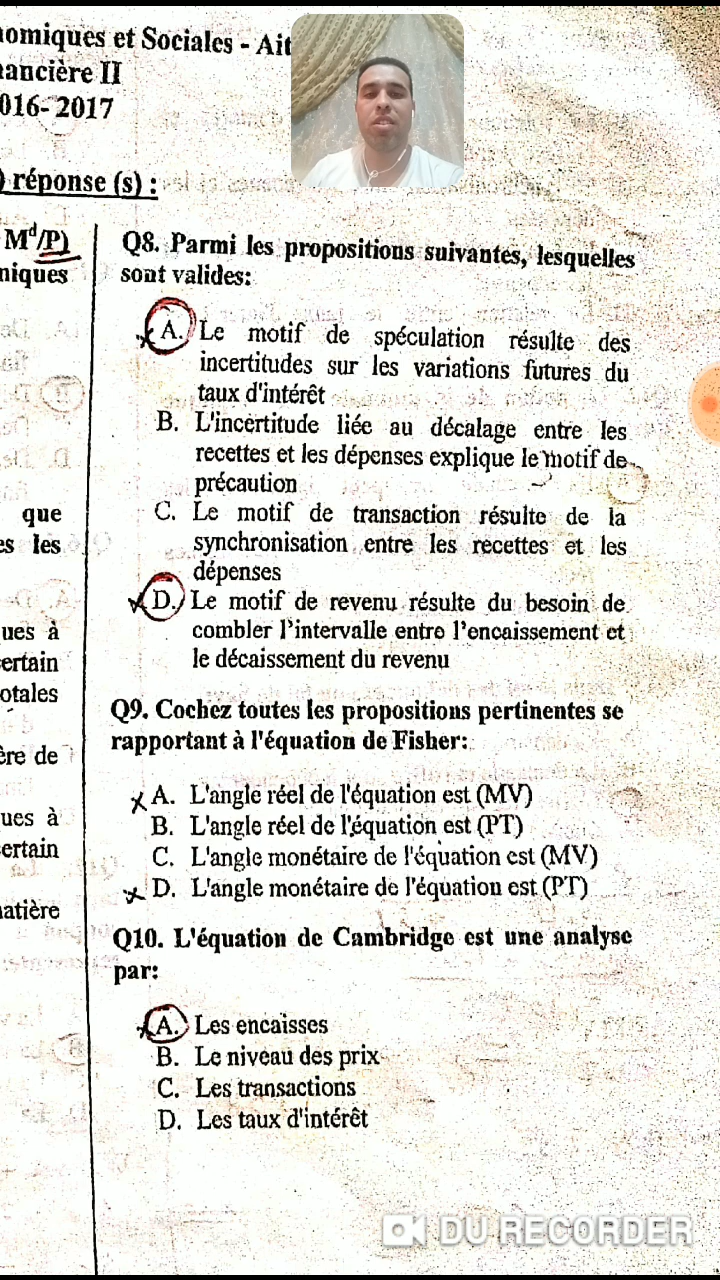 nomiques et Sociales - Ait
nancière II
016- 2017
) réponse (s) :
Mᵈ/P)
niques
que
es les
ues à
ertain
otales
ère de
ues à
ertain
natière
Q8. Parmi les propositions suivantes, lesquelles
sont valides:
A. Le motif de spéculation résulte des
incertitudes sur les variations futures du
taux d'intérêt
B. L'incertitude liée au décalage entre les
recettes et les dépenses explique le motif de
précaution
C. Le motif de transaction résulte de la
synchronisation entre les recettes et les
dépenses
D. Le motif de revenu résulte du besoin de
combler l'intervalle entre l'encaissement et
le décaissement du revenu
Q9. Cochez toutes les propositions pertinentes se
rapportant à l'équation de Fisher:
A. L'angle réel de l'équation est (MV)
B. L'angle réel de l'équation est (PT)
C. L'angle monétaire de l'équation est (MV)
D. L'angle monétaire de l'équation est (PT)
Q10. L'équation de Cambridge est une analyse
par:
A. Les encaisses
B. Le niveau des prix
C. Les transactions
D. Les taux d'intérêt
DU RECORDER